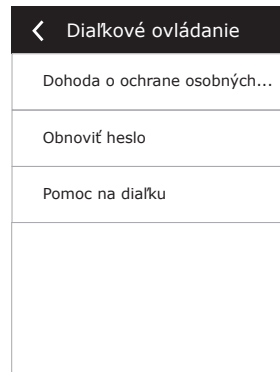 Diaľkové ovládanie
Dohoda o ochrane osobných...
Obnoviť heslo
Pomoc na diaľku